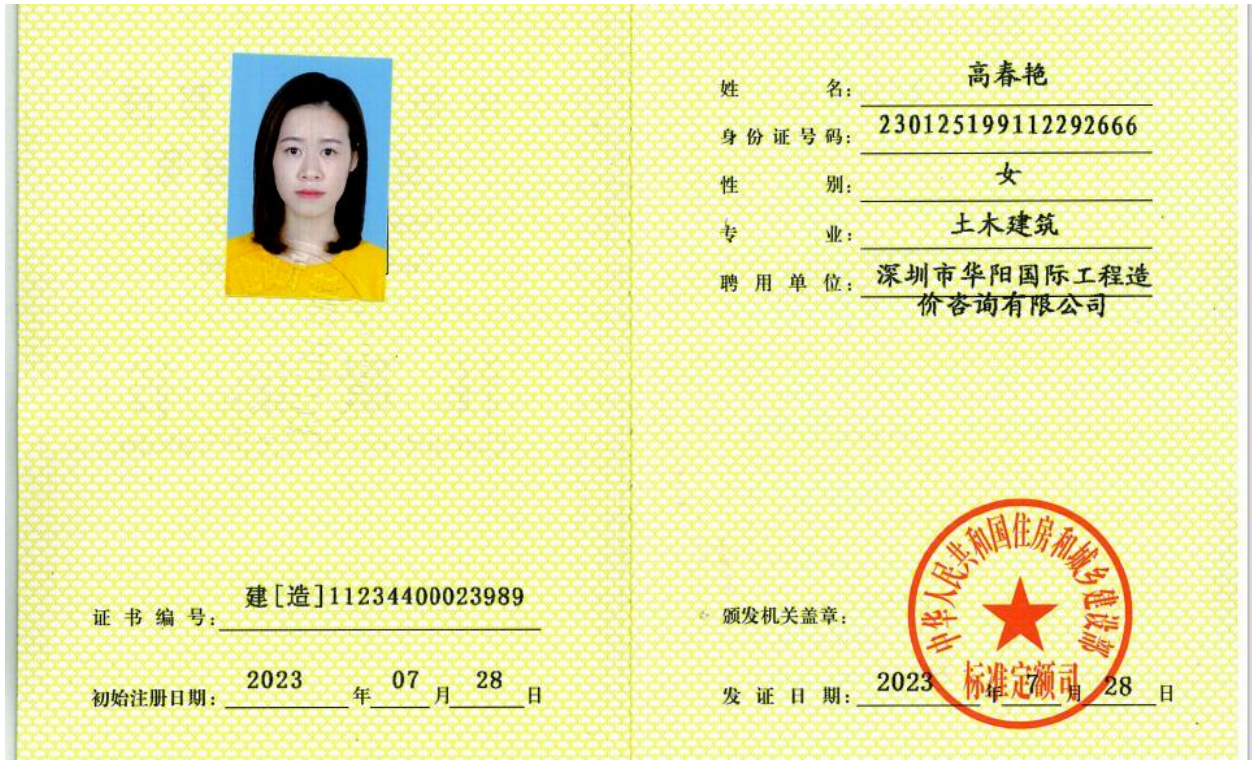 姓 名： 高春艳
身份证号码： 230125199112292666
性 别： 女
专 业： 土木建筑
聘用单位： 深圳市华阳国际工程造
价咨询有限公司
证书编号： 建[造]11234400023989
初始注册日期： 2023 年 07 月 28 日
颁发机关盖章：
中华人民共和国住房和城乡建设部
标准定额司
发证日期： 2023 年 7 月 28 日